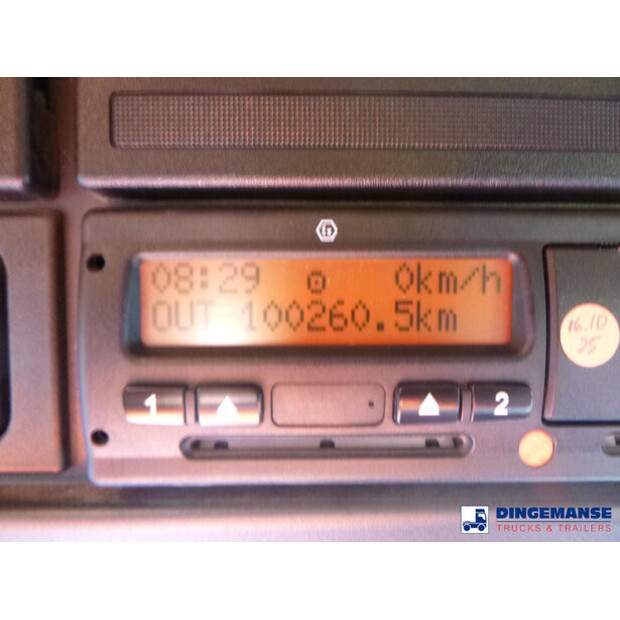 08:29 0km/h
OUT 100260.5km
1 2
16.10
25
DINGEMANSE
TRUCKS & TRAILERS